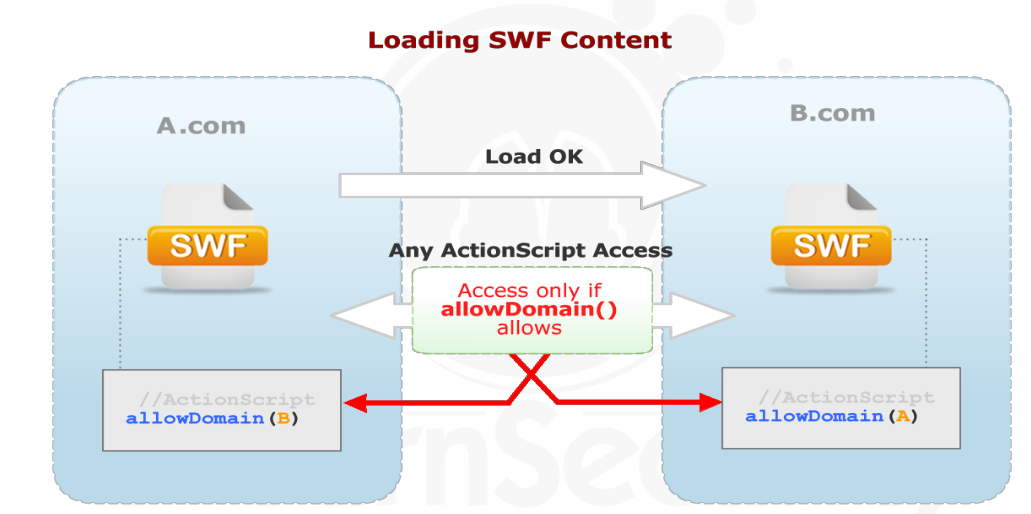 Loading SWF Content
A.com
B.com
Load OK
SWF
SWF
Any ActionScript Access
Access only if
allowDomain()
allows
//ActionScript
allowDomain(B)
//ActionScript
allowDomain(A)